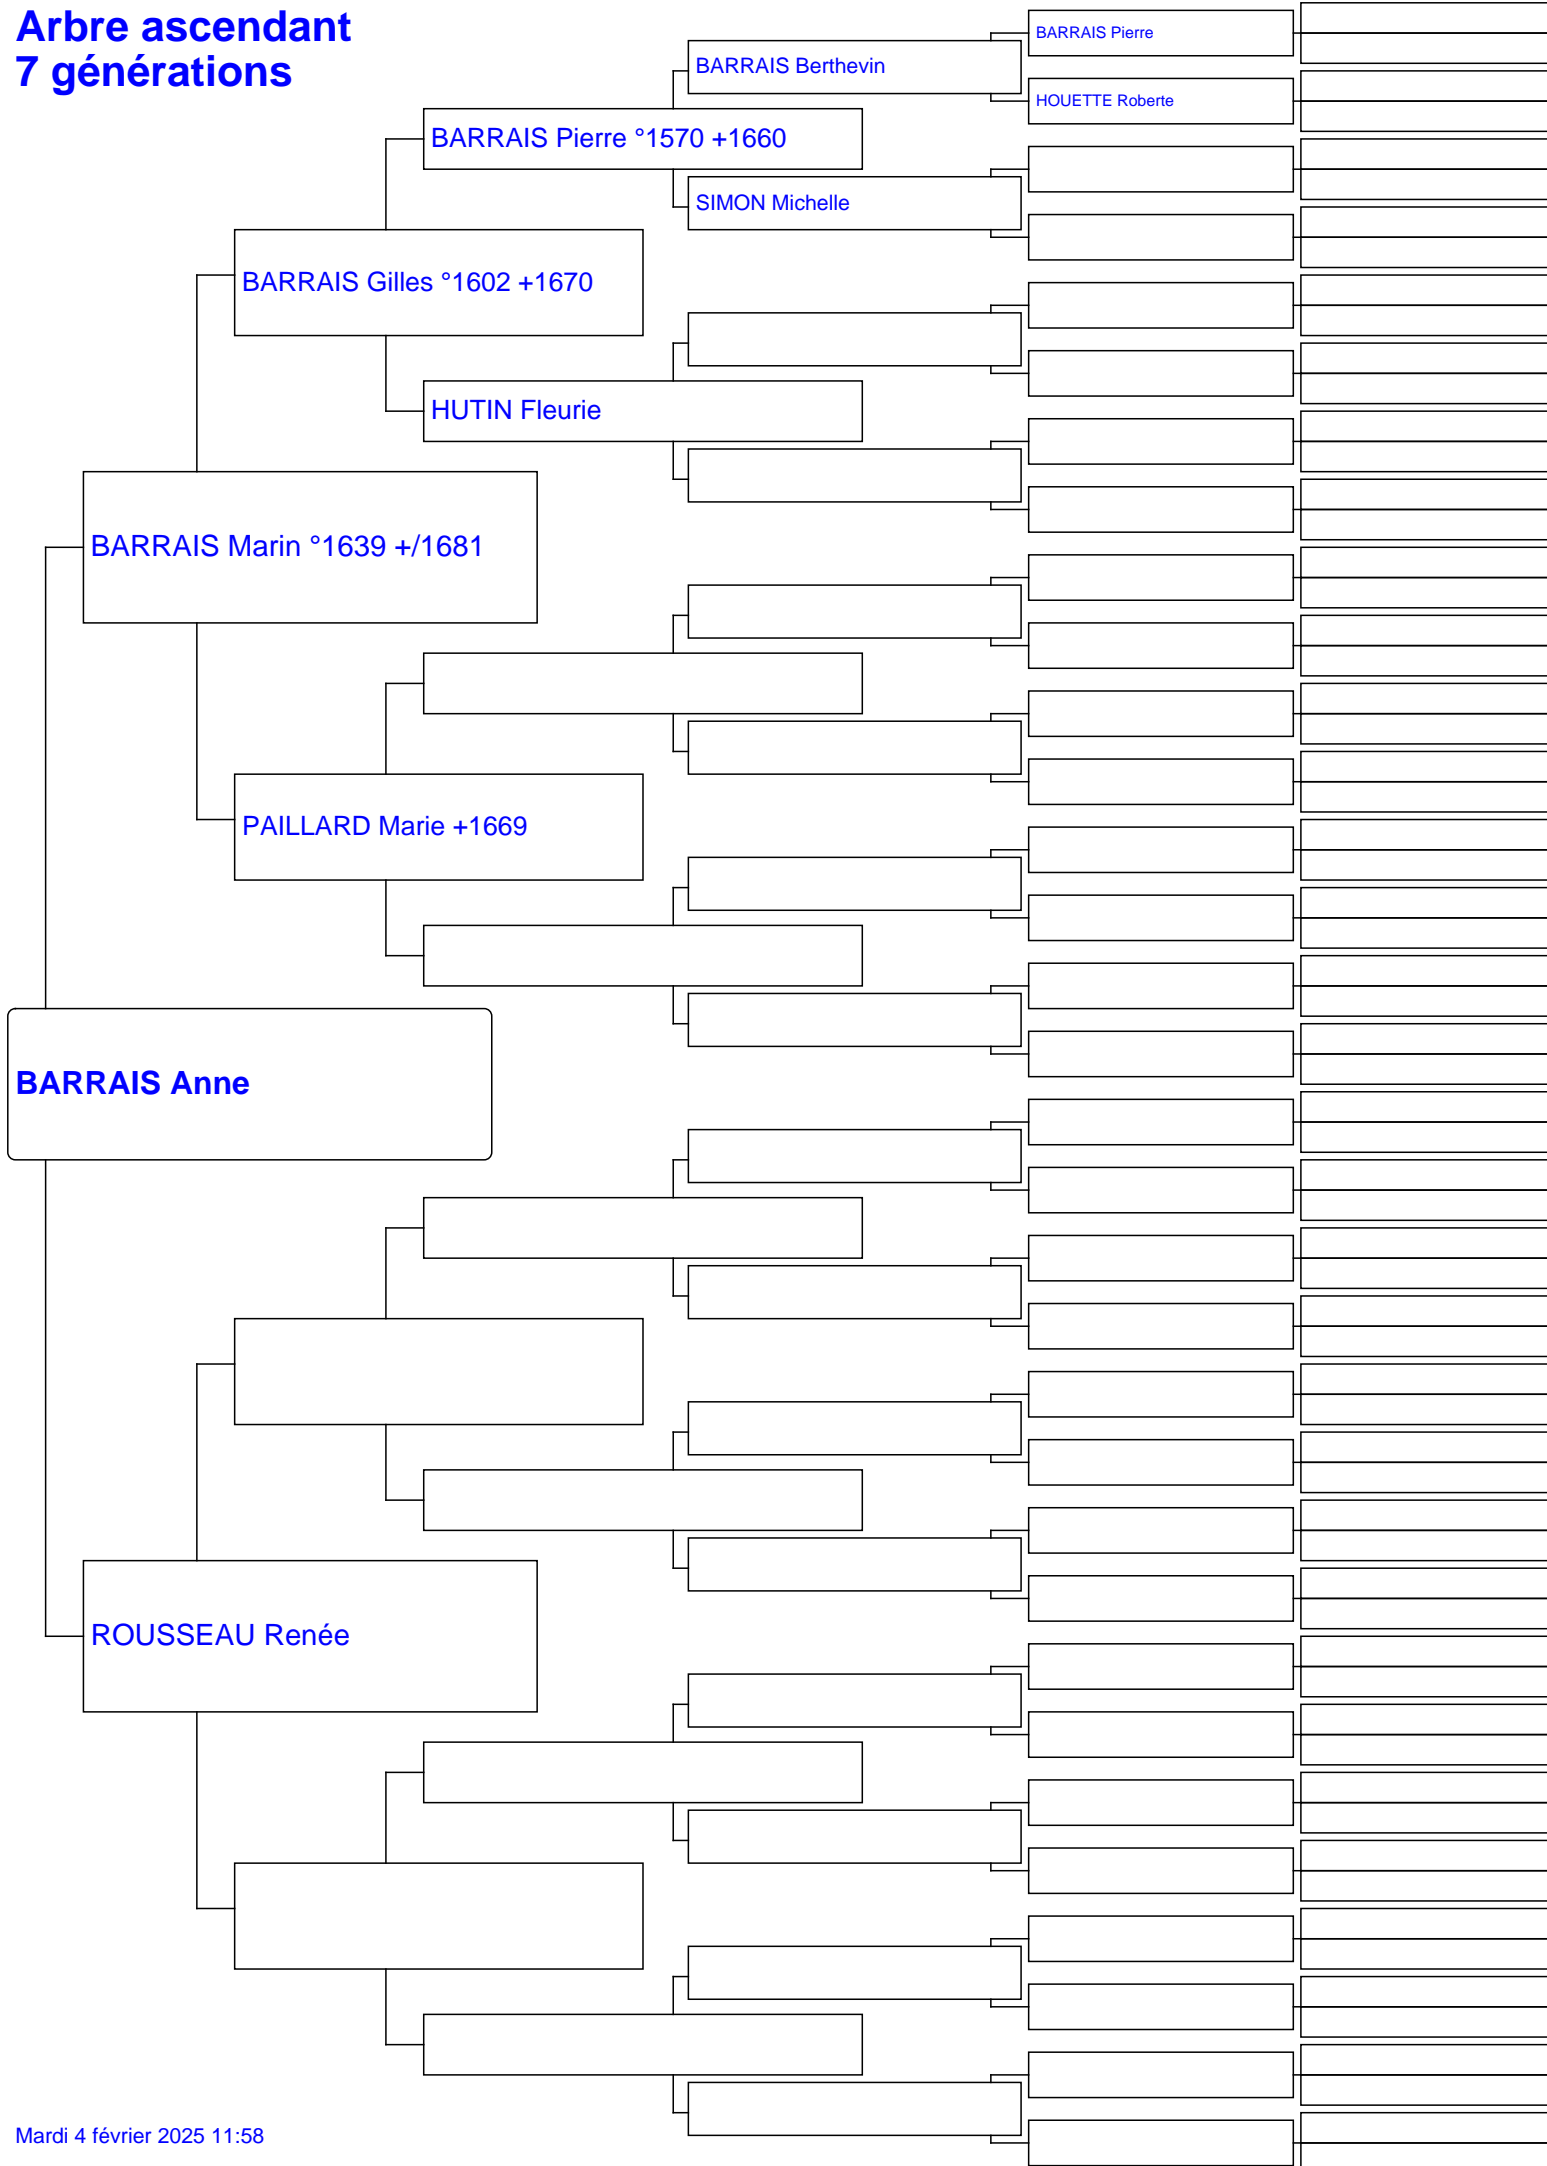 Arbre ascendant
7 générations
BARRAIS Pierre
BARRAIS Berthevin
HOUETTE Roberte
BARRAIS Pierre °1570 +1660
SIMON Michelle
BARRAIS Gilles °1602 +1670
HUTIN Fleurie
BARRAIS Marin °1639 +/1681
PAILLARD Marie +1669
BARRAIS Anne
ROUSSEAU Renée
Mardi 4 février 2025 11:58